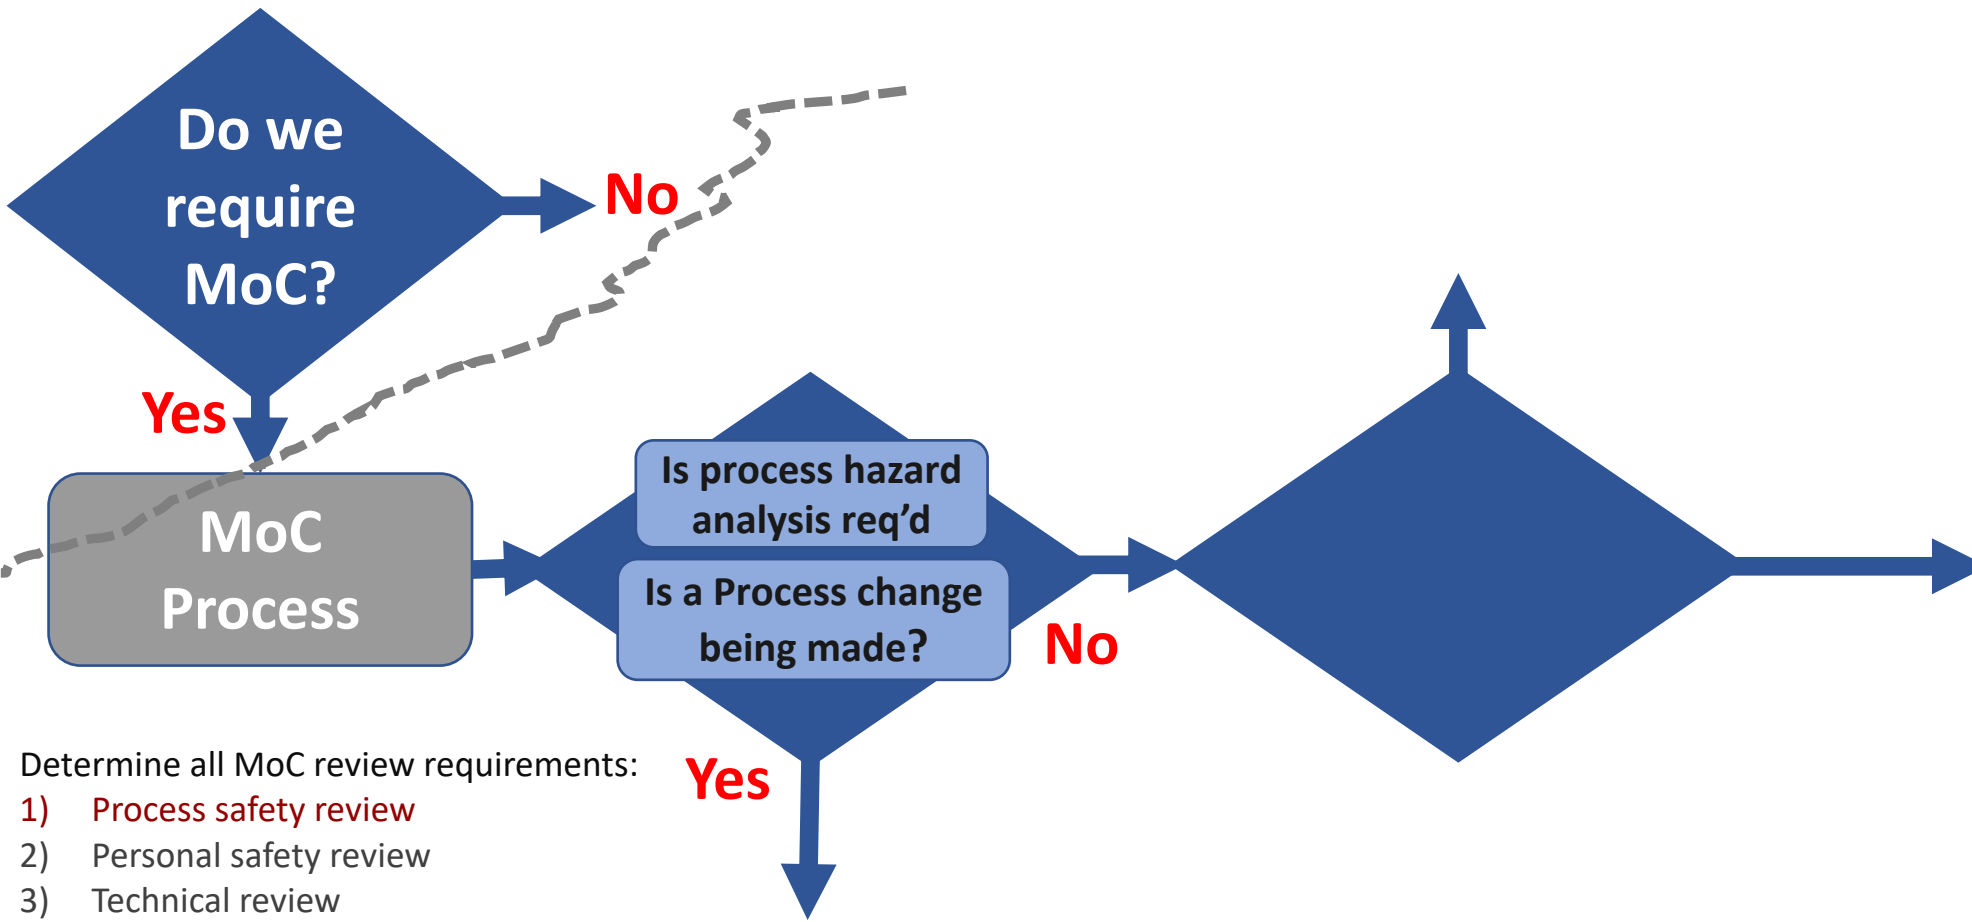 Do we
require
MoC?
No
Yes
MoC
Process
Is process hazard
analysis req’d
Is a Process change
being made?
No
Yes
Determine all MoC review requirements:
1) Process safety review
2) Personal safety review
3) Technical review